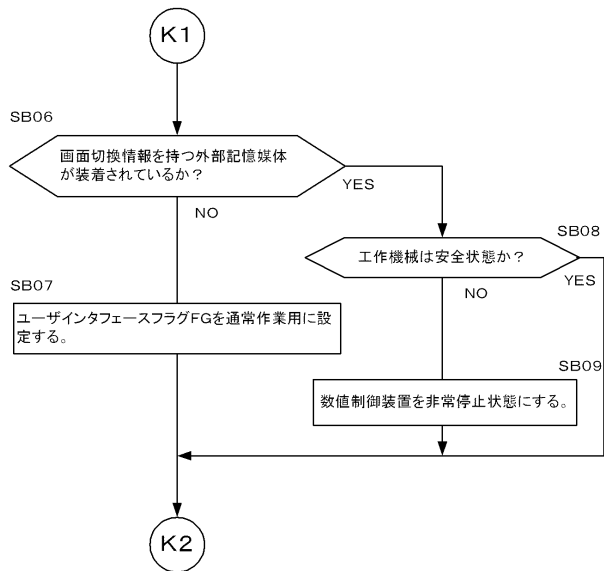 K1
SB06
画面切換情報を持つ外部記憶媒体
が装着されているか？
YES
NO
SB08
工作機械は安全状態か？
YES
NO
SB07
ユーザインタフェースフラグFGを通常作業用に設
定する。
SB09
数値制御装置を非常停止状態にする。
K2